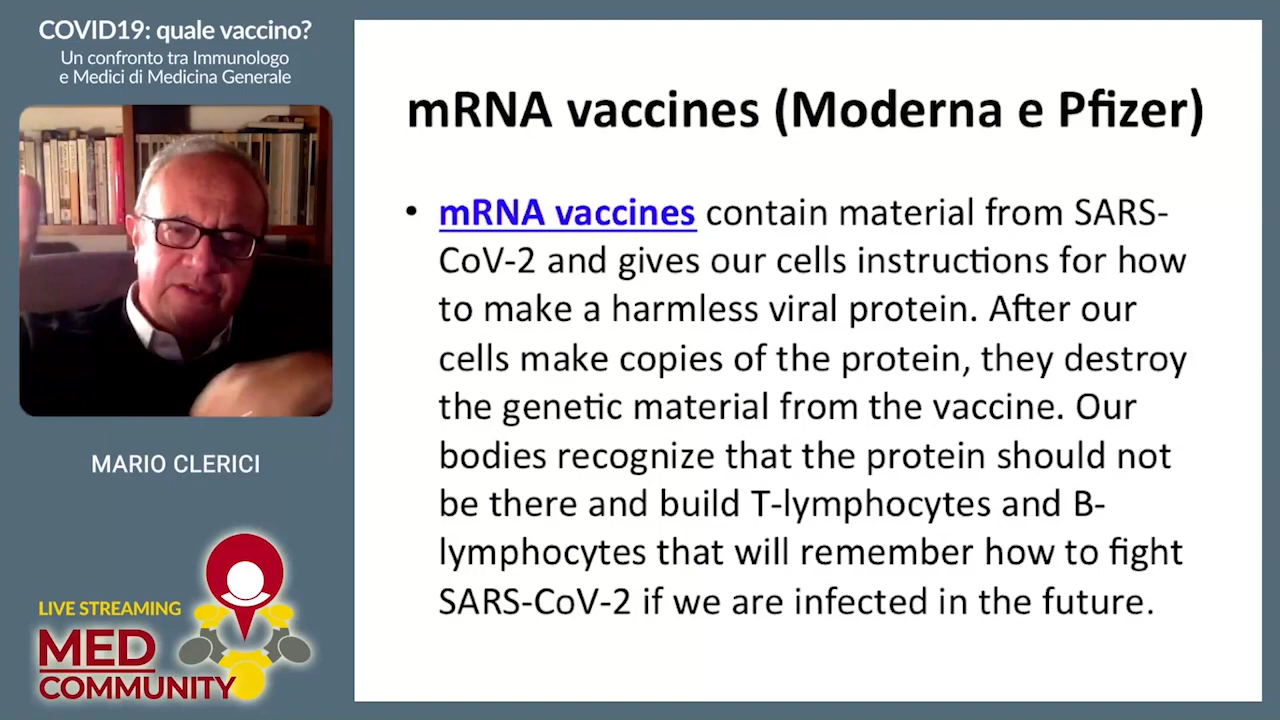 COVID19: quale vaccino?
Un confronto tra Immunologo
e Medici di Medicina Generale
MARIO CLERICI
LIVE STREAMING
MED
COMMUNITY
mRNA vaccines (Moderna e Pfizer)
• mRNA vaccines contain material from SARS-
CoV-2 and gives our cells instructions for how
to make a harmless viral protein. After our
cells make copies of the protein, they destroy
the genetic material from the vaccine. Our
bodies recognize that the protein should not
be there and build T-lymphocytes and B-
lymphocytes that will remember how to fight
SARS-CoV-2 if we are infected in the future.